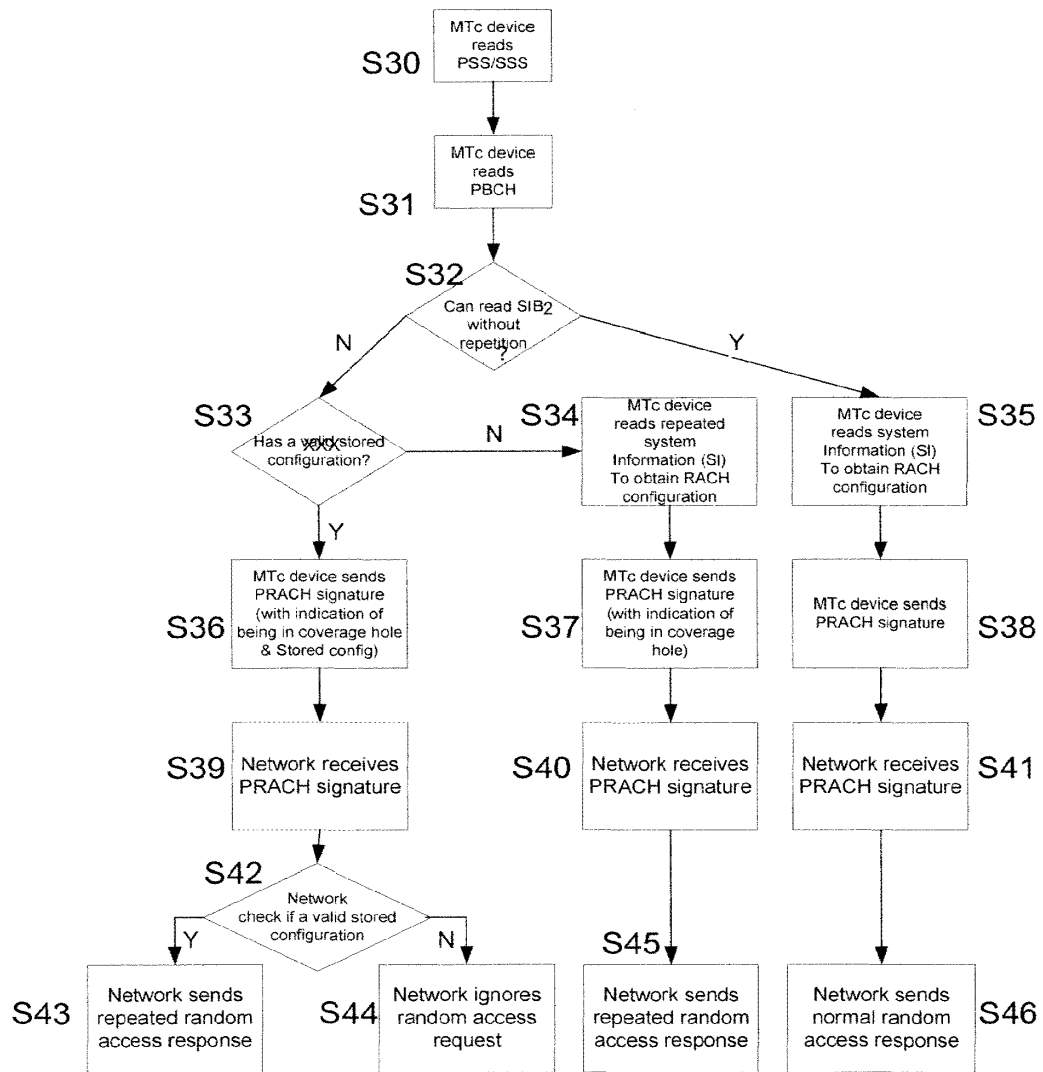 MTc device
reads
PSS/SSS
S30
MTc device
reads
PBCH
S31
S32
Can read SIB2
without
repetition
?
N
Y
S33
Has a valid stored
xxx
configuration?
N
Y
S34
MTc device
reads repeated
system
Information (SI)
To obtain RACH
configuration
S35
MTc device
reads system
Information (SI)
To obtain RACH
configuration
S36
MTc device sends
PRACH signature
(with indication of
being in coverage hole
& Stored config)
S37
MTc device sends
PRACH signature
(with indication of
being in coverage
hole)
MTc device sends
PRACH signature
S38
S39
Network receives
PRACH signature
S40
Network receives
PRACH signature
Network receives
PRACH signature
S41
S42
Network
check if a valid stored
configuration
Y
N
S43
Network sends
repeated random
access response
S44
Network ignores
random access
request
S45
Network sends
repeated random
access response
Network sends
normal random
access response
S46